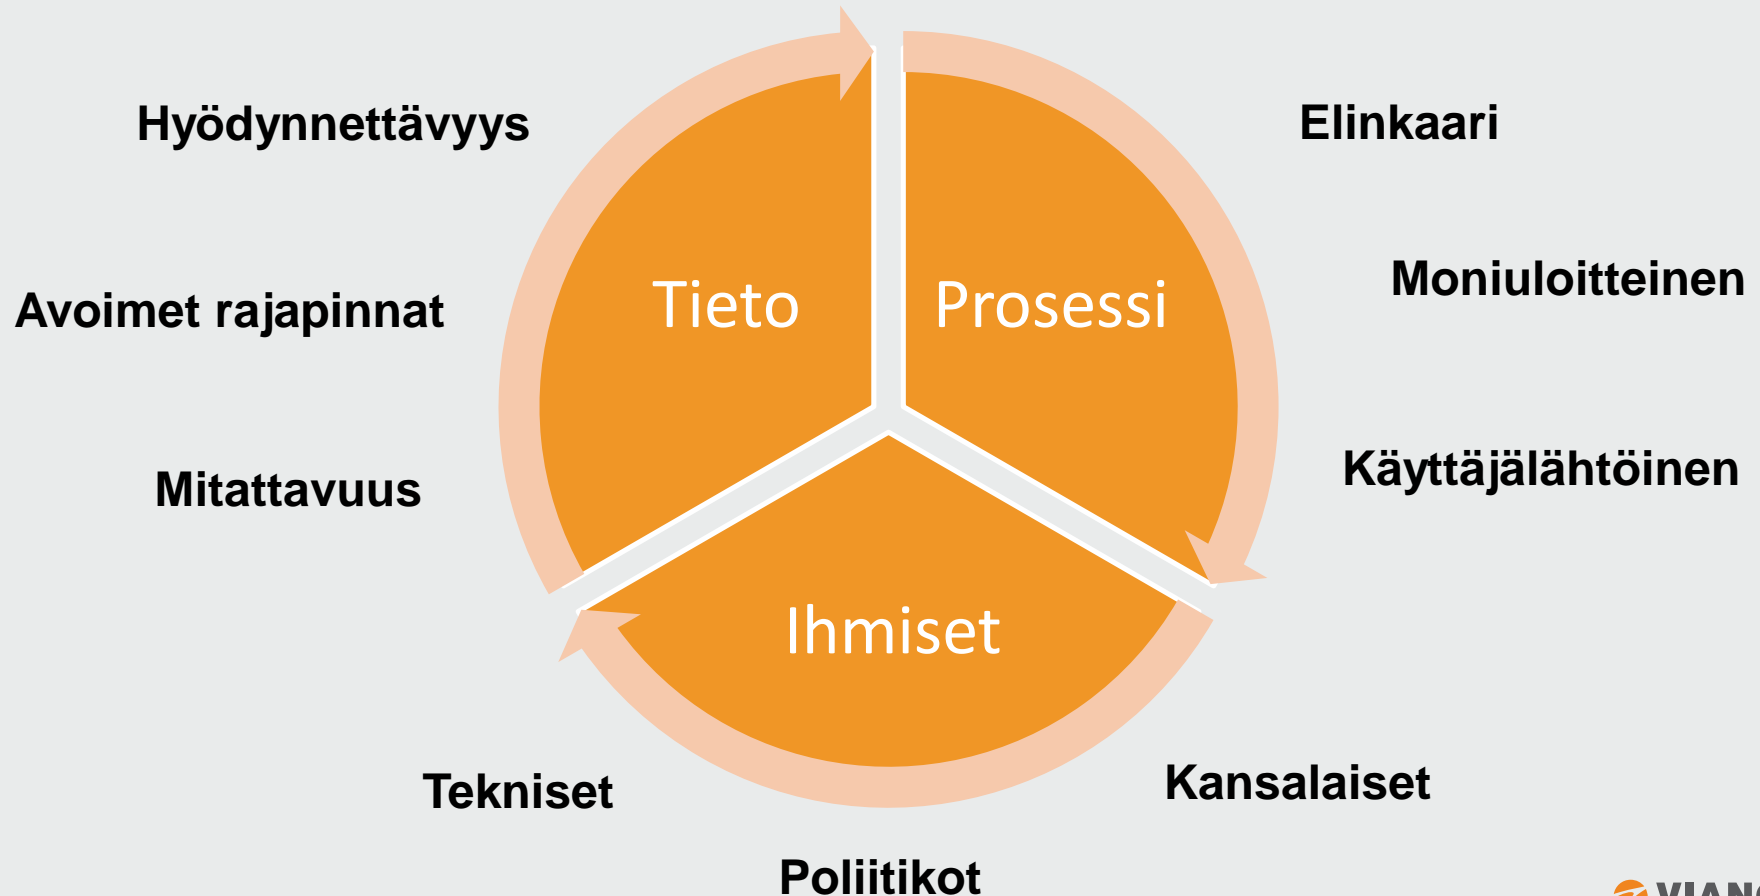 Hyödynnettävyys
Elinkaari
Moniuloitteinen
Avoimet rajapinnat
Tieto
Prosessi
Käyttäjälähtöinen
Mitattavuus
Ihmiset
Tekniset
Kansalaiset
Poliitikot